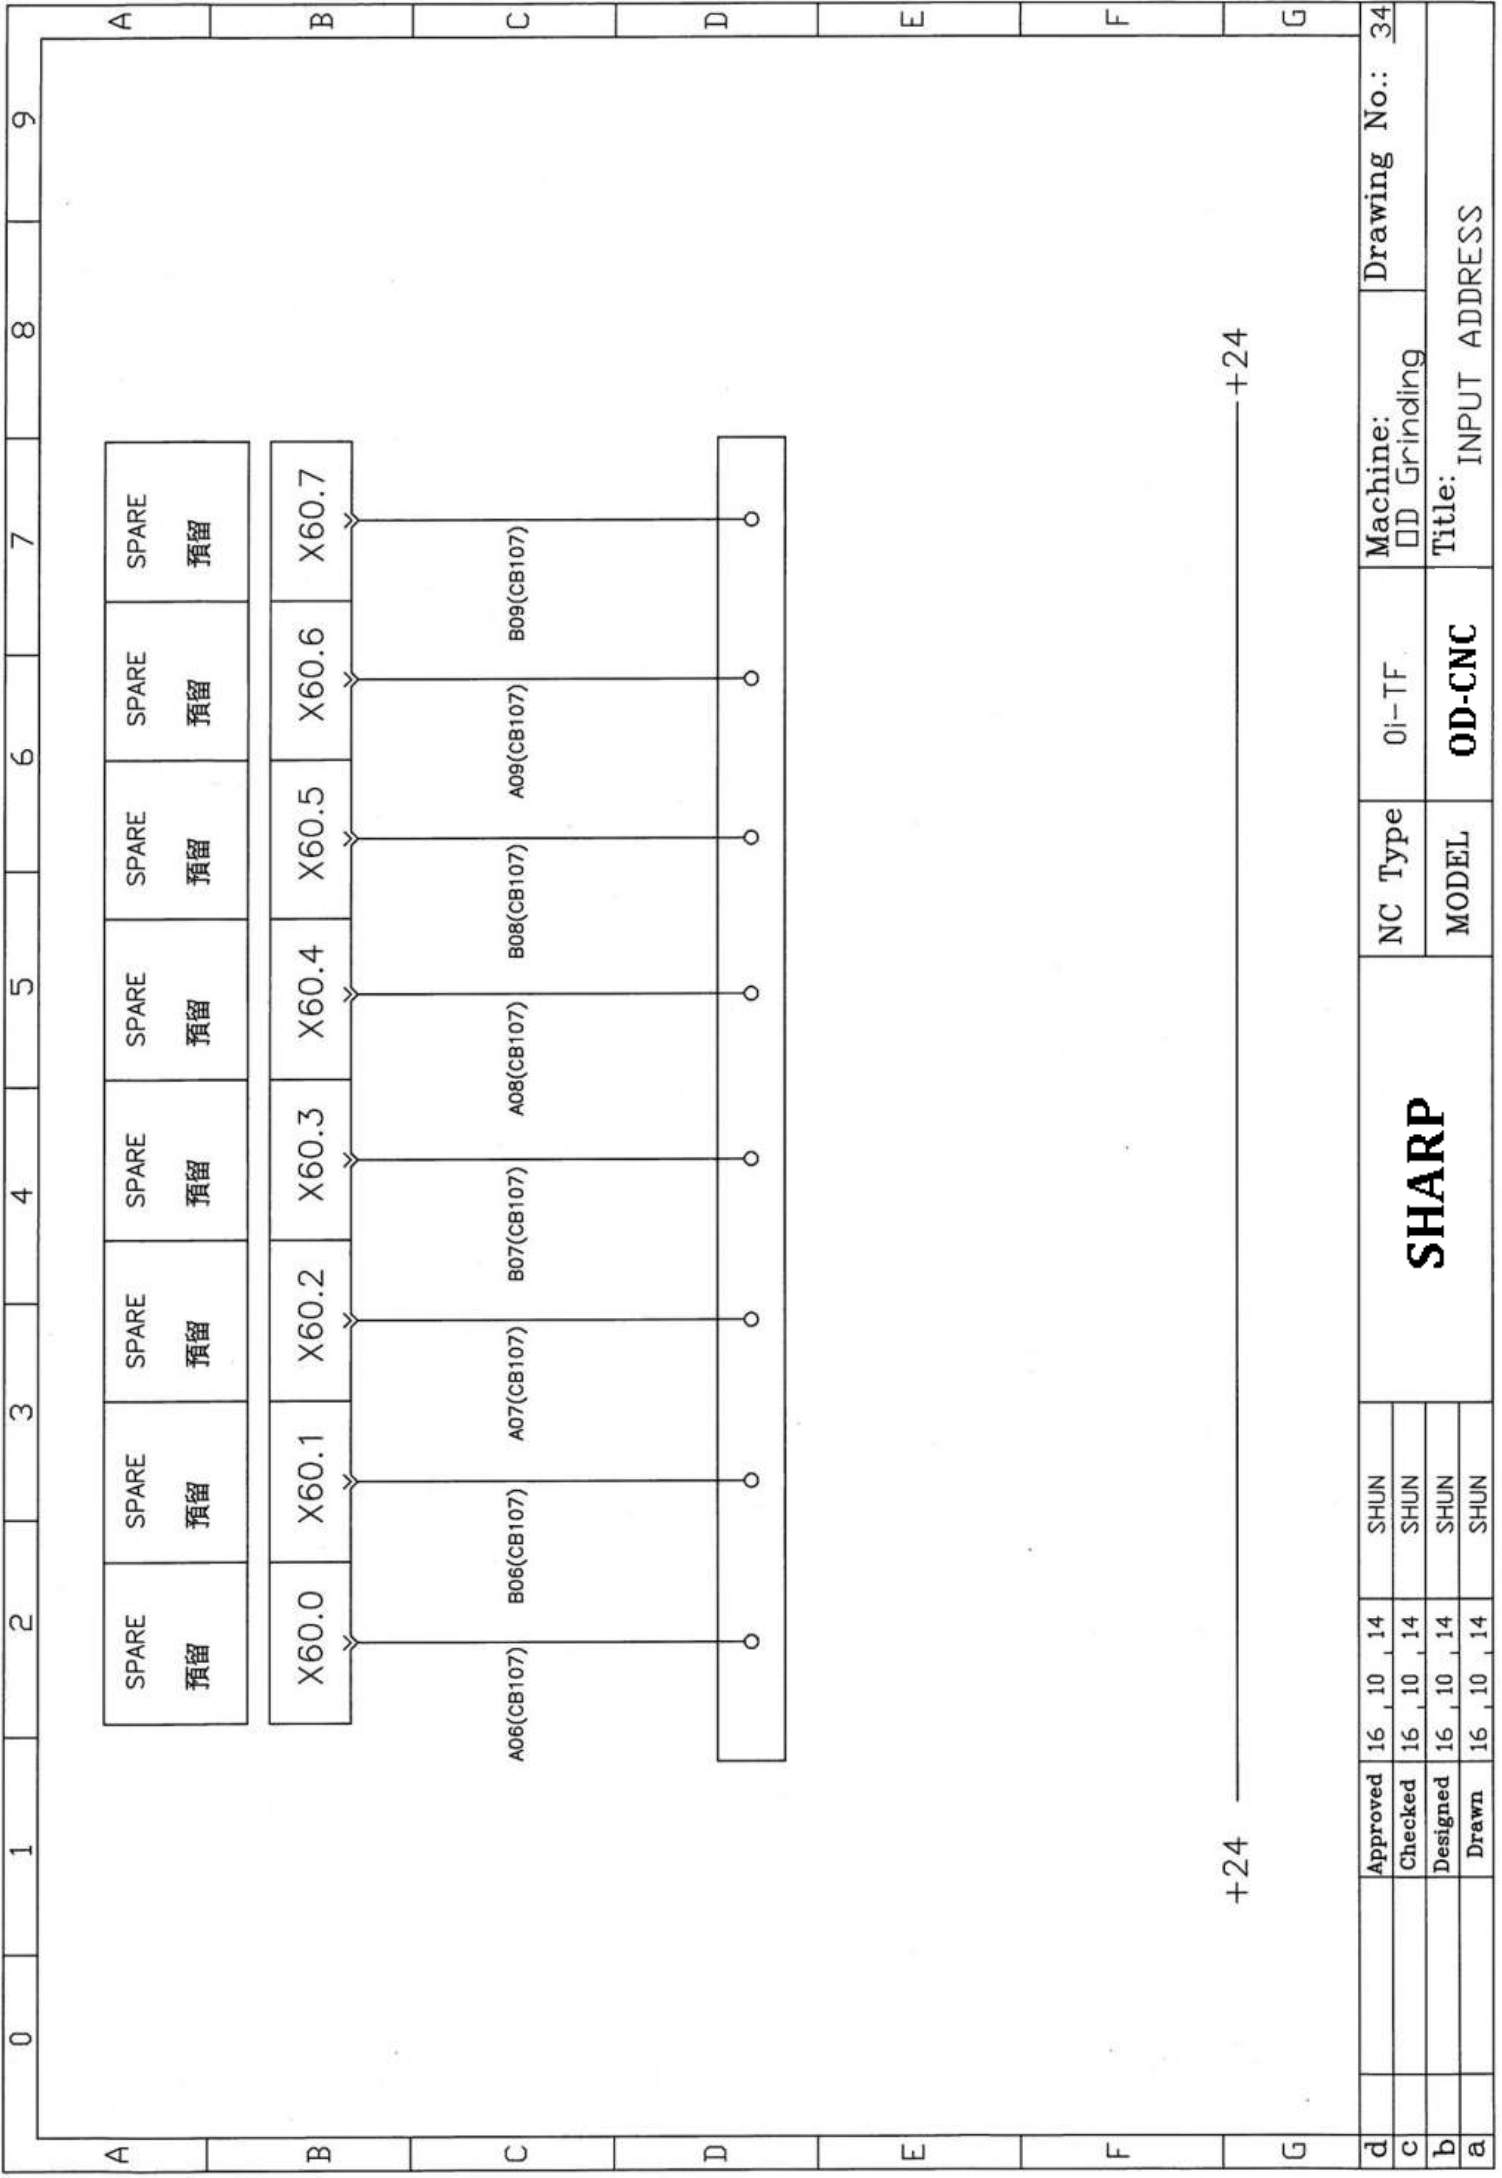 0 1 2 3 4 5 6 7 8 9
A A
SPARE SPARE SPARE SPARE SPARE SPARE SPARE SPARE
預留 預留 預留 預留 預留 預留 預留 預留
B B
X60.0 X60.1 X60.2 X60.3 X60.4 X60.5 X60.6 X60.7
C C
A06(CB107) B06(CB107) A07(CB107) B07(CB107) A08(CB107) B08(CB107) A09(CB107) B09(CB107)
D D
E E
F F
+24 +24
G G
d Approved 16 , 10 , 14 SHUN
c Checked 16 , 10 , 14 SHUN
b Designed 16 , 10 , 14 SHUN
a Drawn 16 , 10 , 14 SHUN
SHARP
NC Type 0i-TF
MODEL OD-CNC
Machine:
OD Grinding
Drawing No.: 34
Title:
INPUT ADDRESS